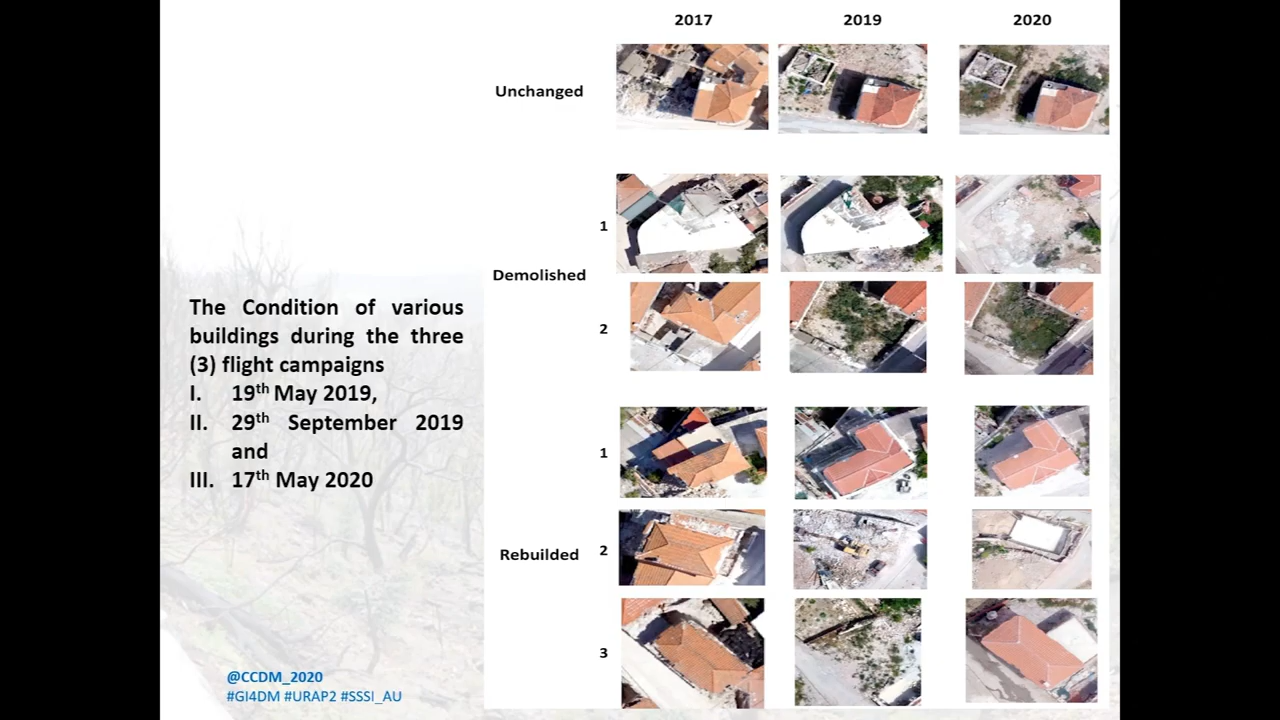 2017 2019 2020
Unchanged
1
Demolished
2
The Condition of various
buildings during the three
(3) flight campaigns
I. 19th May 2019,
II. 29th September 2019
and
III. 17th May 2020
1
Rebuilded 2
3
@CCDM_2020
#GI4DM #URAP2 #SSSI_AU